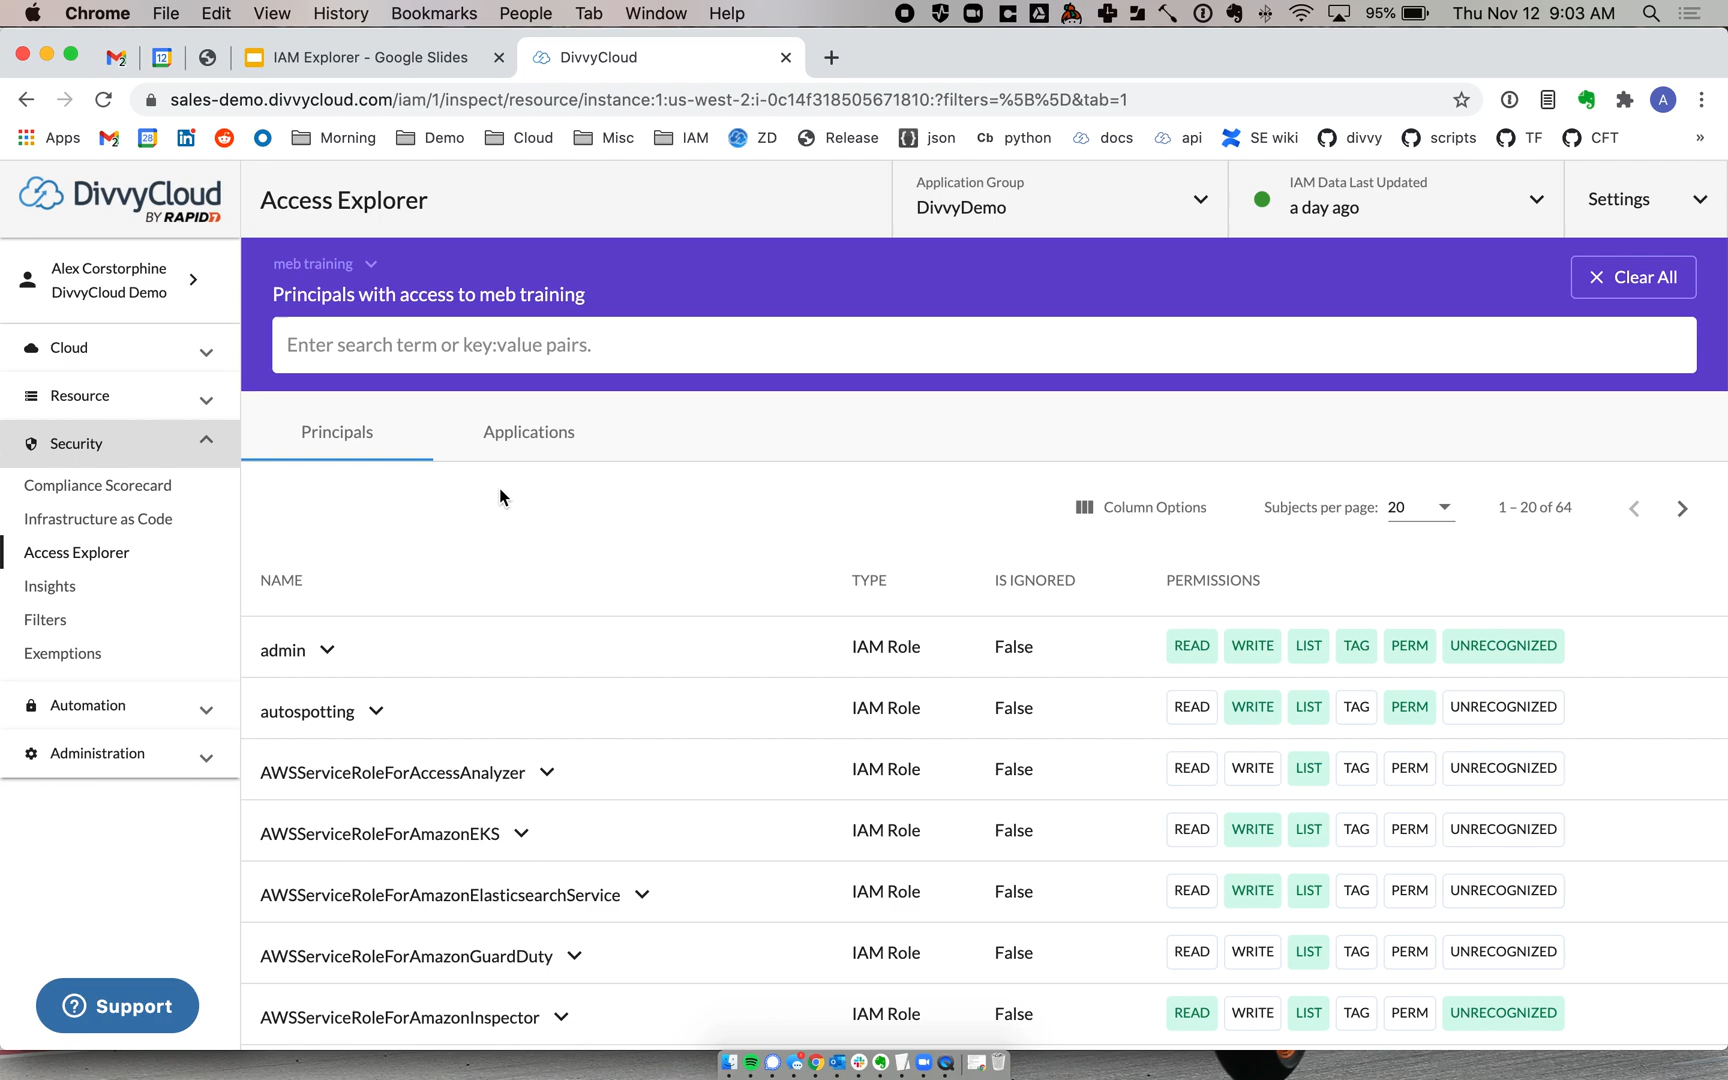 Chrome File Edit View History Bookmarks People Tab Window Help 95% Thu Nov 12 9:03 AM
2 12 IAM Explorer - Google Slides DivvyCloud
sales-demo.divvycloud.com/iam/1/inspect/resource/instance:1:us-west-2:i-0c14f318505671810:?filters=%5B%5D&tab=1 A
Apps 2 28 Morning Demo Cloud Misc IAM ZD Release json Cb python docs api SE wiki divvy scripts TF CFT »
DivvyCloud
BY RAPID7
Access Explorer
Application Group
DivvyDemo
IAM Data Last Updated
a day ago
Settings
Alex Corstorphine
DivvyCloud Demo
meb training
Principals with access to meb training
Clear All
Enter search term or key:value pairs.
Cloud
Resource
Security
Compliance Scorecard
Infrastructure as Code
Access Explorer
Insights
Filters
Exemptions
Automation
Administration
Support
Principals Applications
Column Options Subjects per page: 20 1 – 20 of 64
NAME TYPE IS IGNORED PERMISSIONS
admin IAM Role False READ WRITE LIST TAG PERM UNRECOGNIZED
autospotting IAM Role False READ WRITE LIST TAG PERM UNRECOGNIZED
AWSServiceRoleForAccessAnalyzer IAM Role False READ WRITE LIST TAG PERM UNRECOGNIZED
AWSServiceRoleForAmazonEKS IAM Role False READ WRITE LIST TAG PERM UNRECOGNIZED
AWSServiceRoleForAmazonElasticsearchService IAM Role False READ WRITE LIST TAG PERM UNRECOGNIZED
AWSServiceRoleForAmazonGuardDuty IAM Role False READ WRITE LIST TAG PERM UNRECOGNIZED
AWSServiceRoleForAmazonInspector IAM Role False READ WRITE LIST TAG PERM UNRECOGNIZED